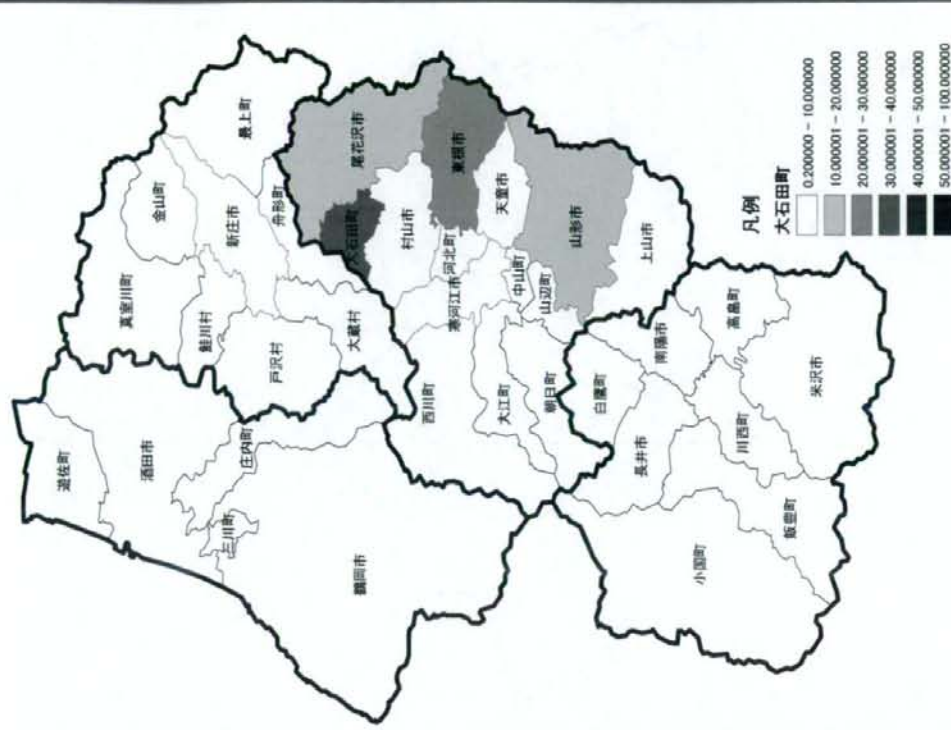 遊佐町
酒田市
庄内町
三川町
鶴岡市
真室川町
金山町
最上町
鮭川村
新庄市
舟形町
戸沢村
大蔵村
尾花沢市
大石田町
村山市
東根市
河北町
寒河江市
天童市
西川町
中山町
大江町
山辺町
山形市
朝日町
上山市
白鷹町
南陽市
高畠町
長井市
川西町
米沢市
小国町
飯豊町
凡例
大石田町
0.200000 - 10.000000
10.000001 - 20.000000
20.000001 - 30.000000
30.000001 - 40.000000
40.000001 - 50.000000
50.000001 - 100.000000